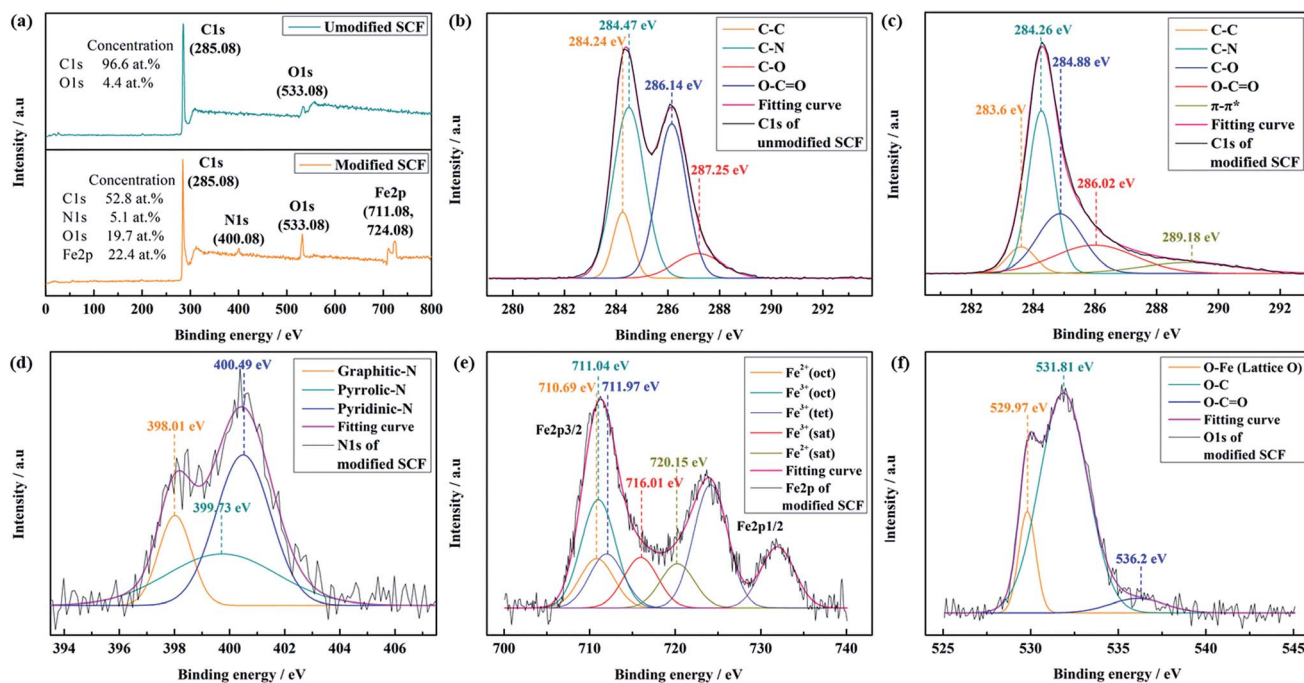 (a)
Umodified SCF
C1s
(285.08)
Concentration
C1s 96.6 at.%
O1s 4.4 at.%
O1s
(533.08)
Modified SCF
C1s
(285.08)
Concentration
C1s 52.8 at.%
N1s 5.1 at.%
O1s 19.7 at.%
Fe2p 22.4 at.%
N1s
(400.08)
O1s
(533.08)
Fe2p
(711.08,
724.08)
Intensity / a.u
0 100 200 300 400 500 600 700 800
Binding energy / eV
(b)
284.47 eV
284.24 eV
286.14 eV
287.25 eV
C-C
C-N
C-O
O-C=O
Fitting curve
C1s of
unmodified SCF
Intensity / a.u
280 282 284 286 288 290 292
Binding energy / eV
(c)
284.26 eV
284.88 eV
283.6 eV
286.02 eV
289.18 eV
C-C
C-N
C-O
O-C=O
π-π*
Fitting curve
C1s of
modified SCF
Intensity / a.u
282 284 286 288 290 292
Binding energy / eV
(d)
400.49 eV
398.01 eV
399.73 eV
Graphitic-N
Pyrrolic-N
Pyridinic-N
Fitting curve
N1s of
modified SCF
Intensity / a.u
394 396 398 400 402 404 406
Binding energy / eV
(e)
711.04 eV
710.69 eV
711.97 eV
Fe2p3/2
716.01 eV
720.15 eV
Fe2p1/2
Fe²⁺(oct)
Fe³⁺(oct)
Fe³⁺(tet)
Fe³⁺(sat)
Fe²⁺(sat)
Fitting curve
Fe2p of
modified SCF
Intensity / a.u
700 710 720 730 740
Binding energy / eV
(f)
531.81 eV
529.97 eV
536.2 eV
O-Fe (Lattice O)
O-C
O-C=O
Fitting curve
O1s of
modified SCF
Intensity / a.u
525 530 535 540 545
Binding energy / eV